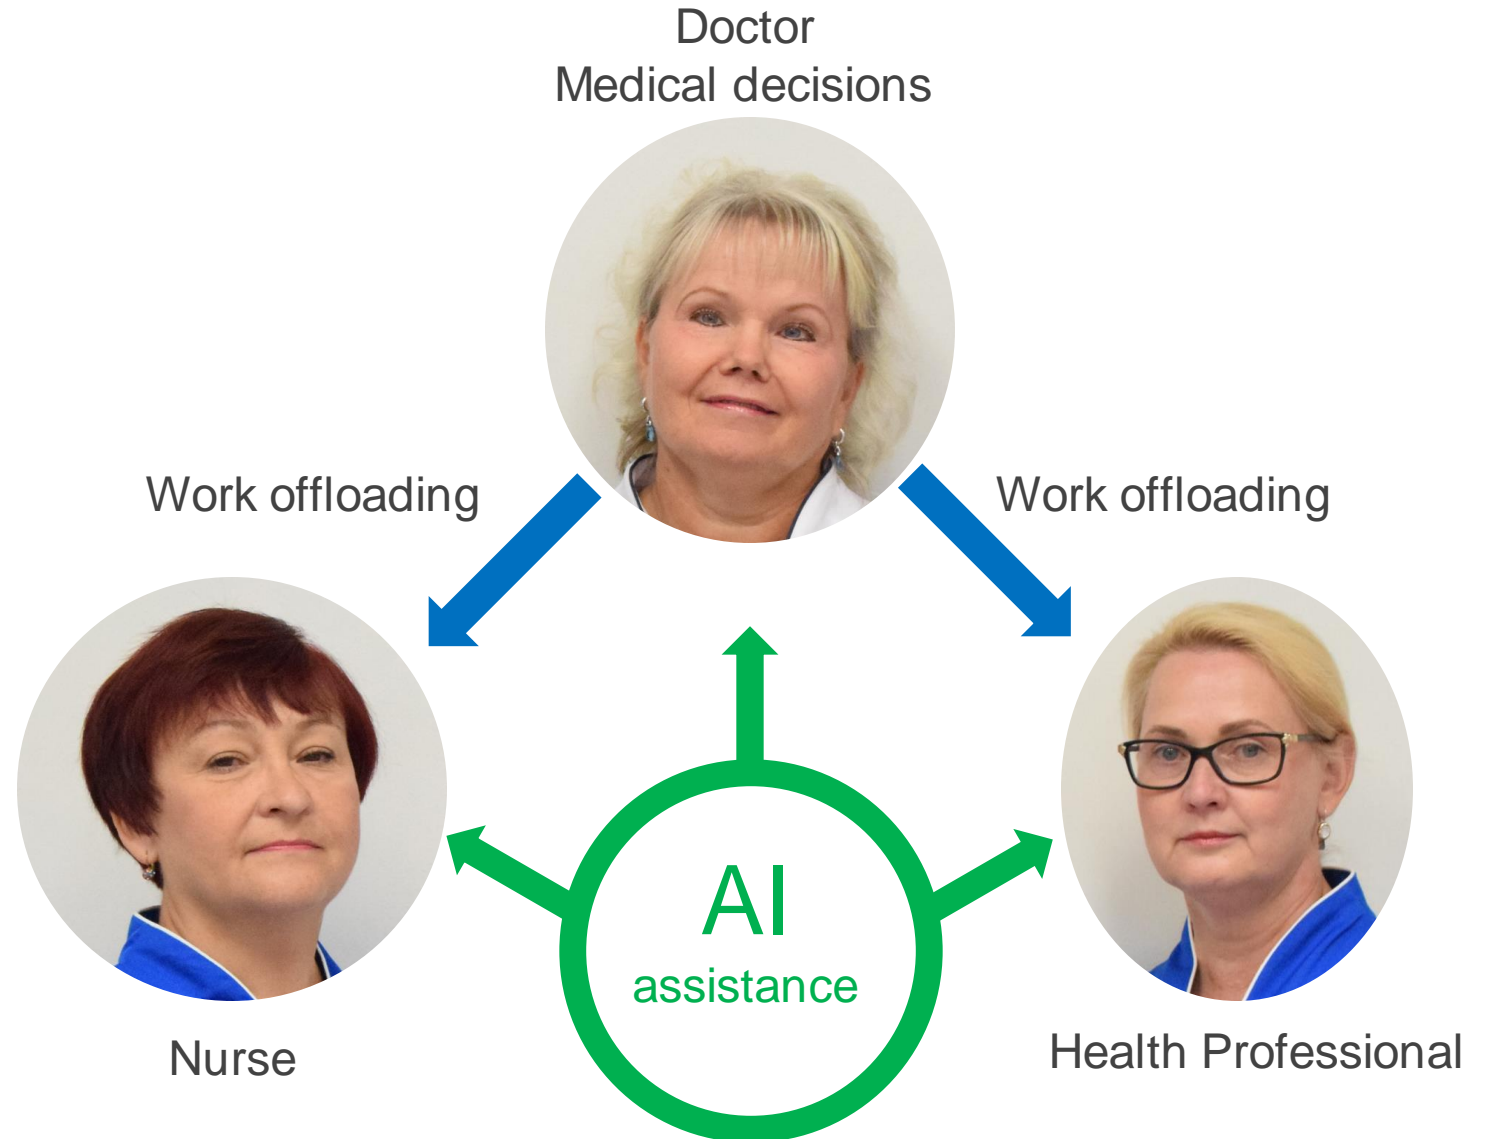 Doctor
Medical decisions
Work offloading
Work offloading
AI
assistance
Nurse
Health Professional